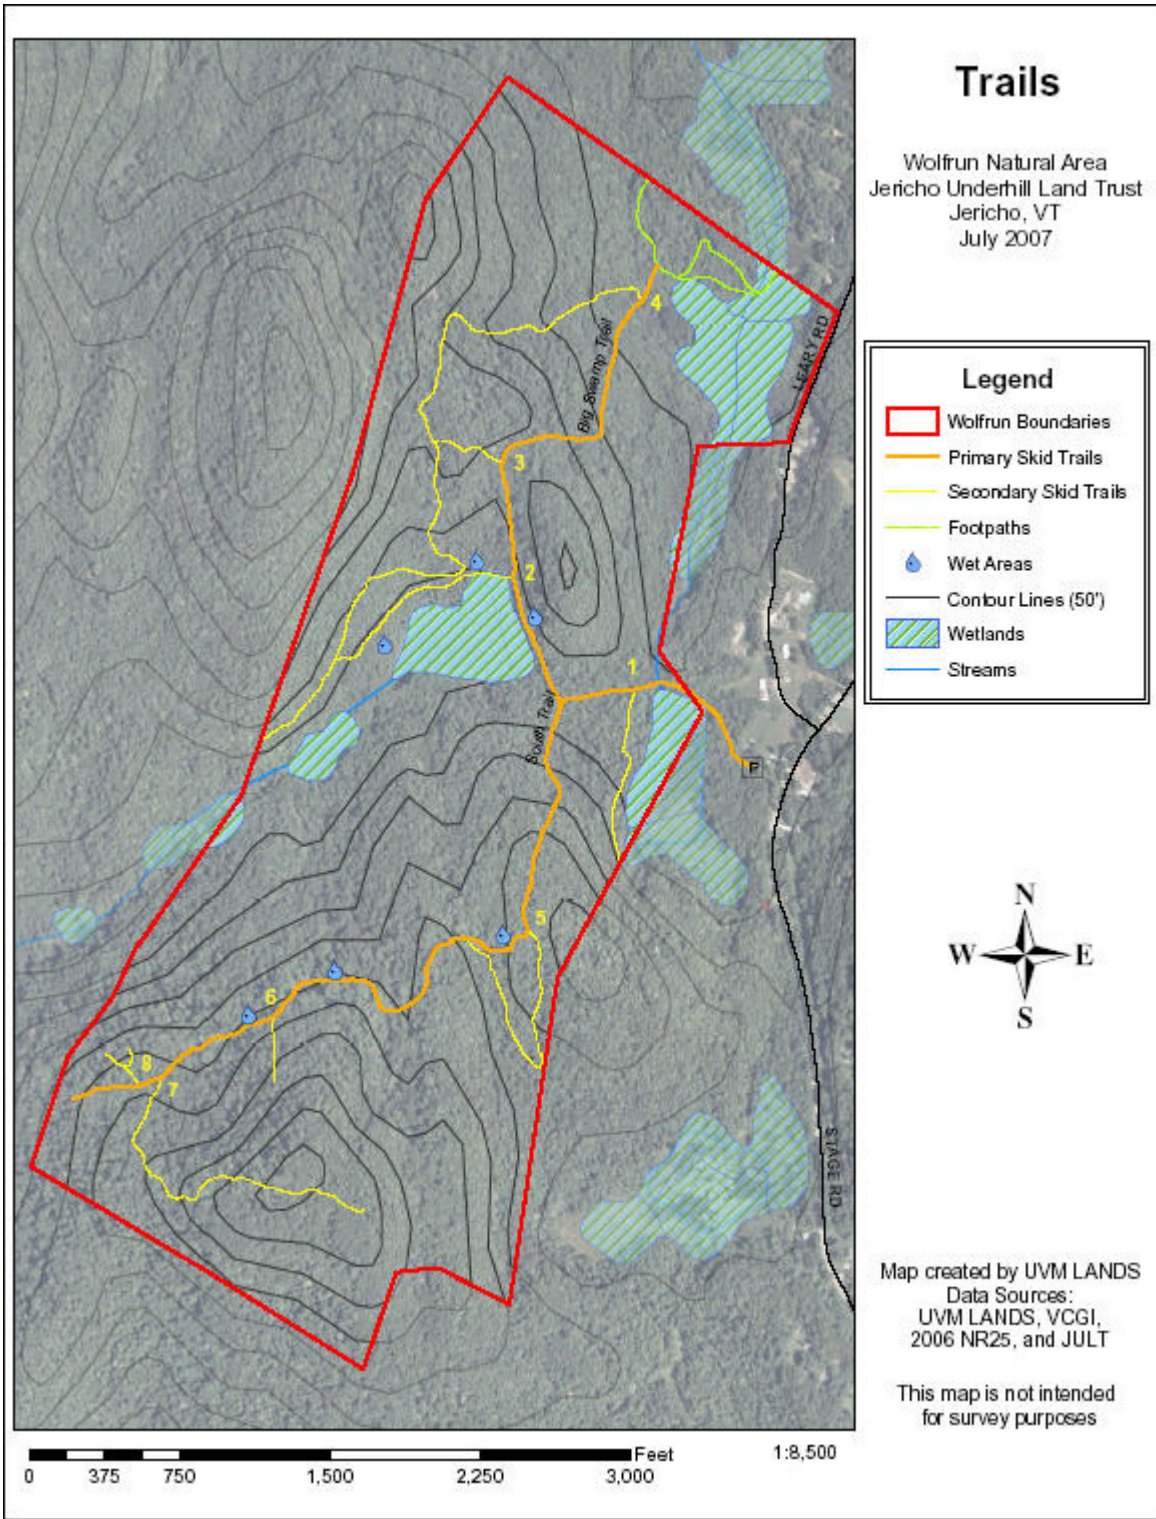 Trails
Wolfrun Natural Area
Jericho Underhill Land Trust
Jericho, VT
July 2007
Legend
Wolfrun Boundaries
Primary Skid Trails
Secondary Skid Trails
Footpaths
Wet Areas
Contour Lines (50')
Wetlands
Streams
LEARY RD
4
Big Swamp Trail
3
2
1
South Trail
P
5
6
8
7
STAGE RD
N
W E
S
Map created by UVM LANDS
Data Sources:
UVM LANDS, VCGI,
2006 NR25, and JULT
This map is not intended
for survey purposes
Feet
0 375 750 1,500 2,250 3,000
1:8,500